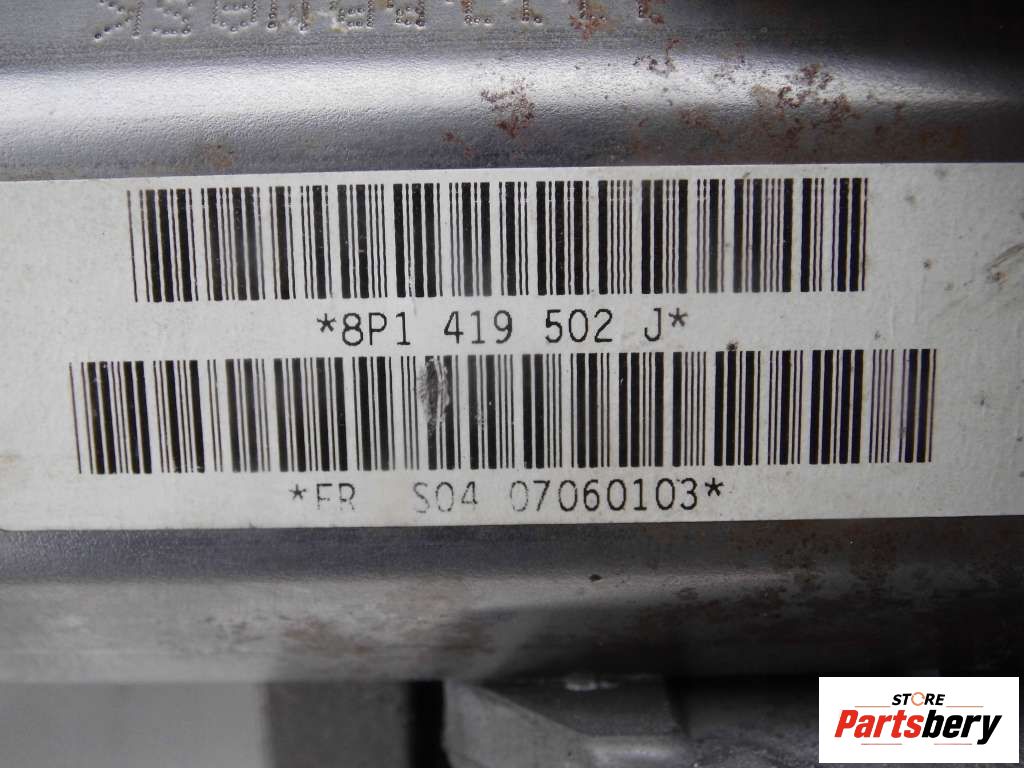 *8P1 419 502 J*
*FR S04 07060103*
STORE
Partsbery